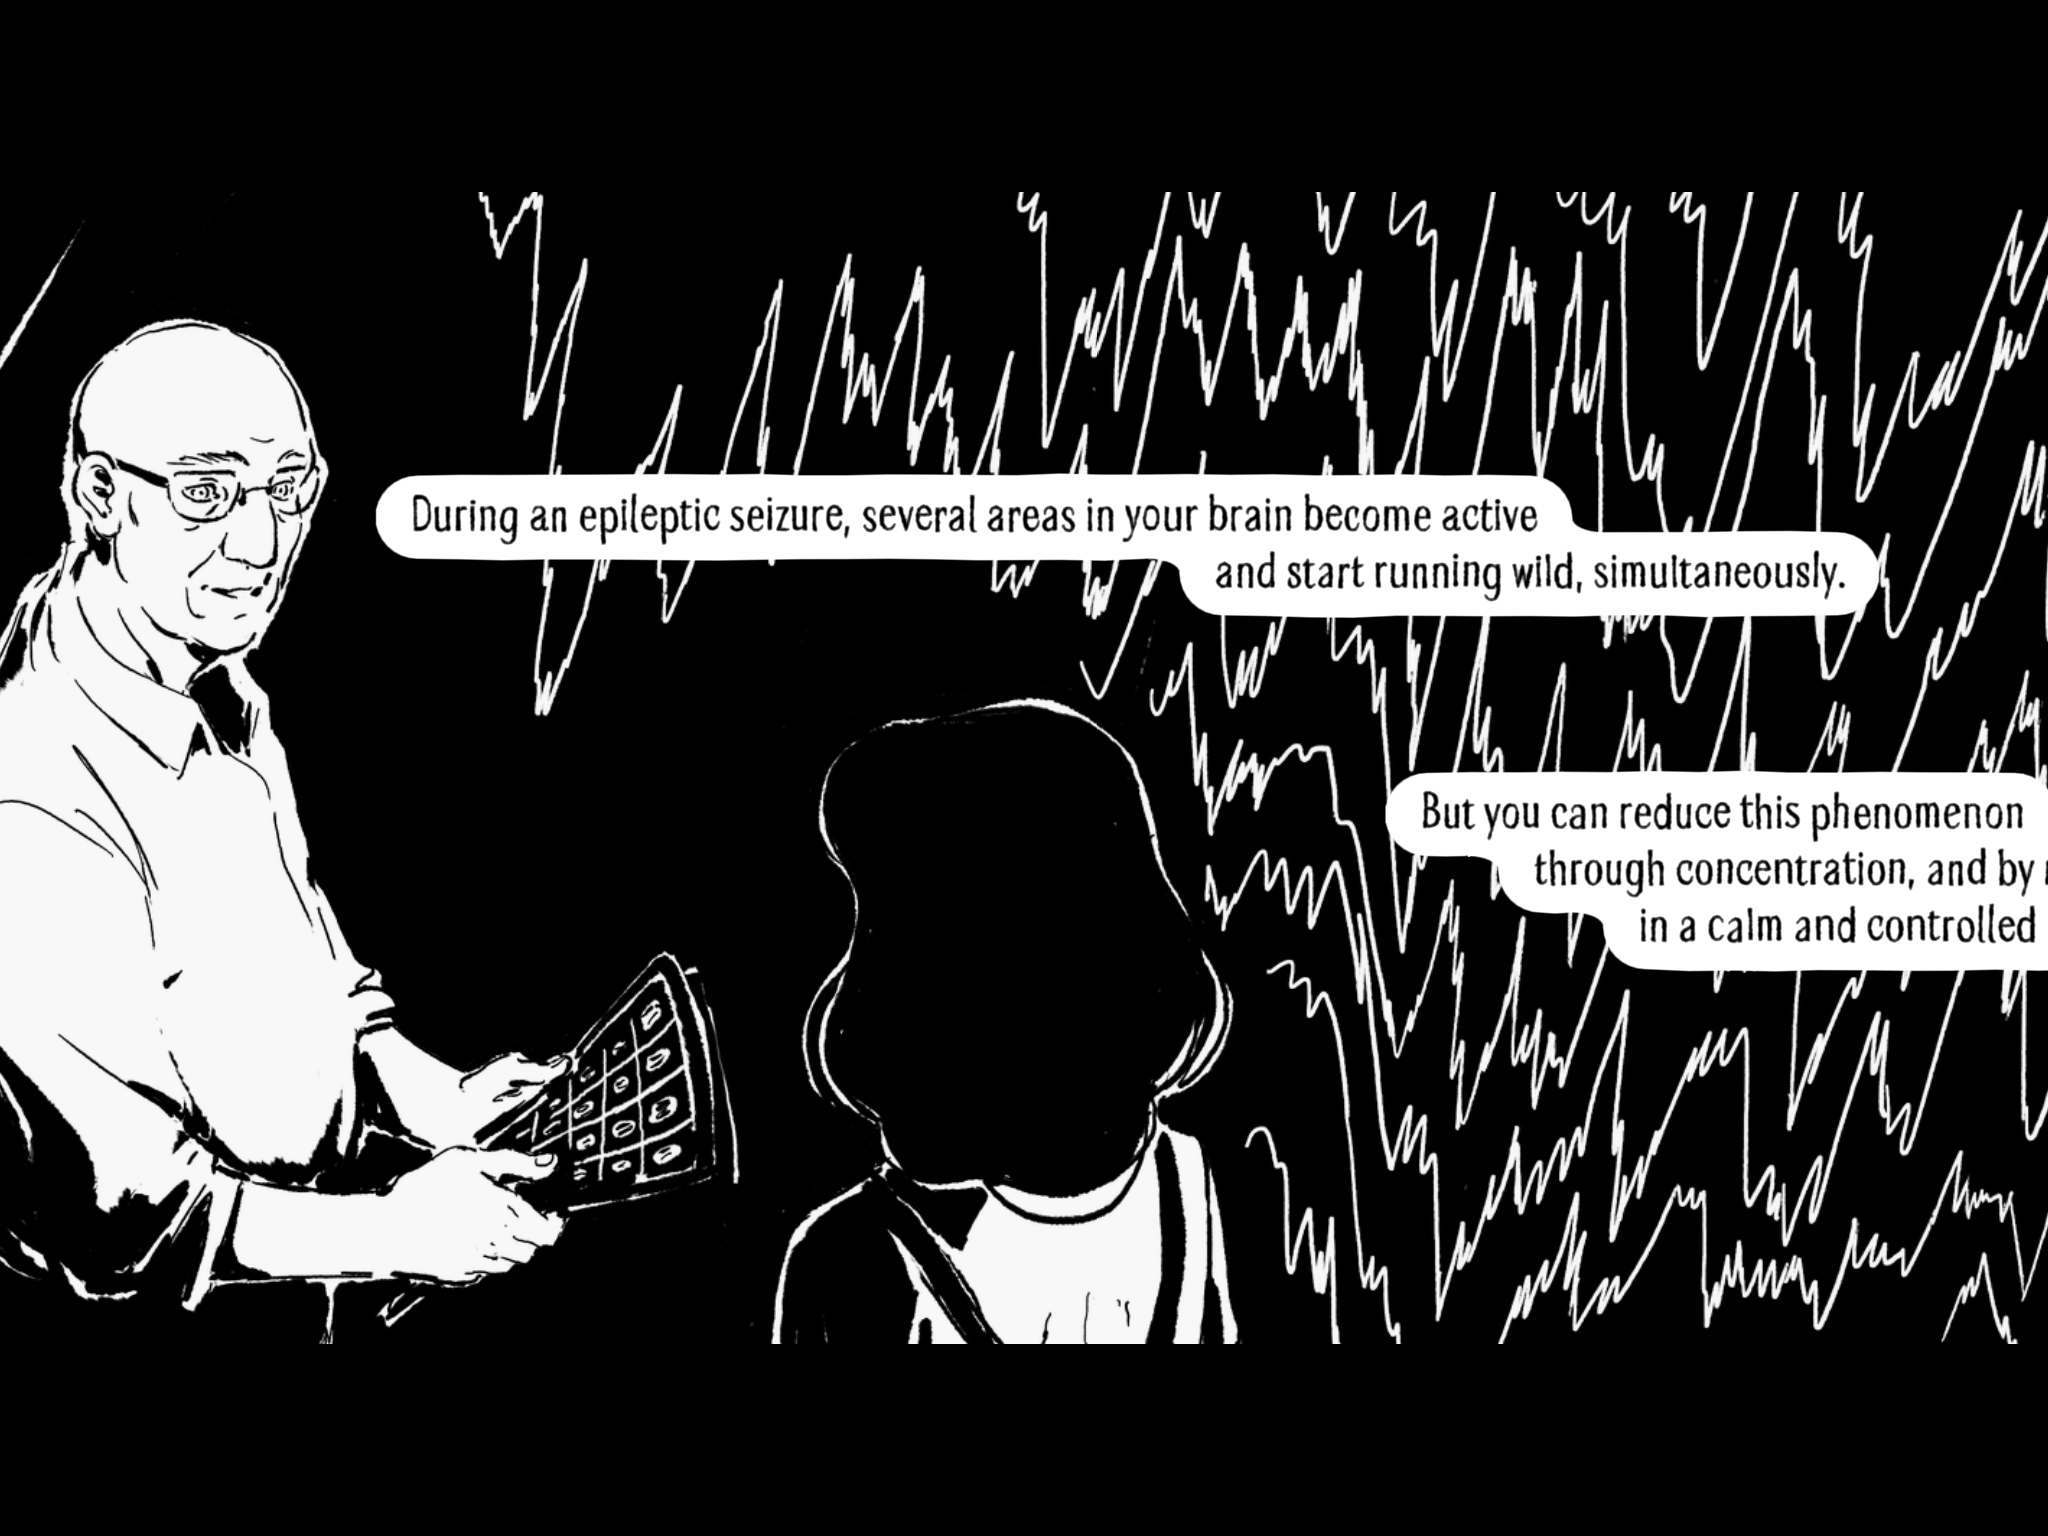 During an epileptic seizure, several areas in your brain become active
and start running wild, simultaneously.
But you can reduce this phenomenon
through concentration, and by
in a calm and controlled